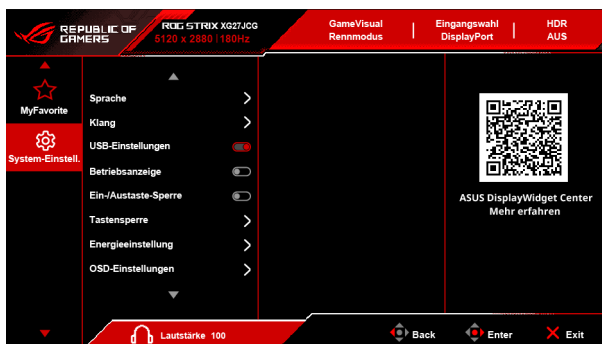 REPUBLIC OF
GAMERS
ROG STRIX XG27JCG
5120 x 2880 | 180Hz
GameVisual
Rennmodus
Eingangswahl
DisplayPort
HDR
AUS
MyFavorite
System-Einstell.
Sprache
Klang
USB-Einstellungen
Betriebsanzeige
Ein-/Austaste-Sperre
Tastensperre
Energieeinstellung
OSD-Einstellungen
ASUS DisplayWidget Center
Mehr erfahren
Lautstärke 100
Back
Enter
Exit